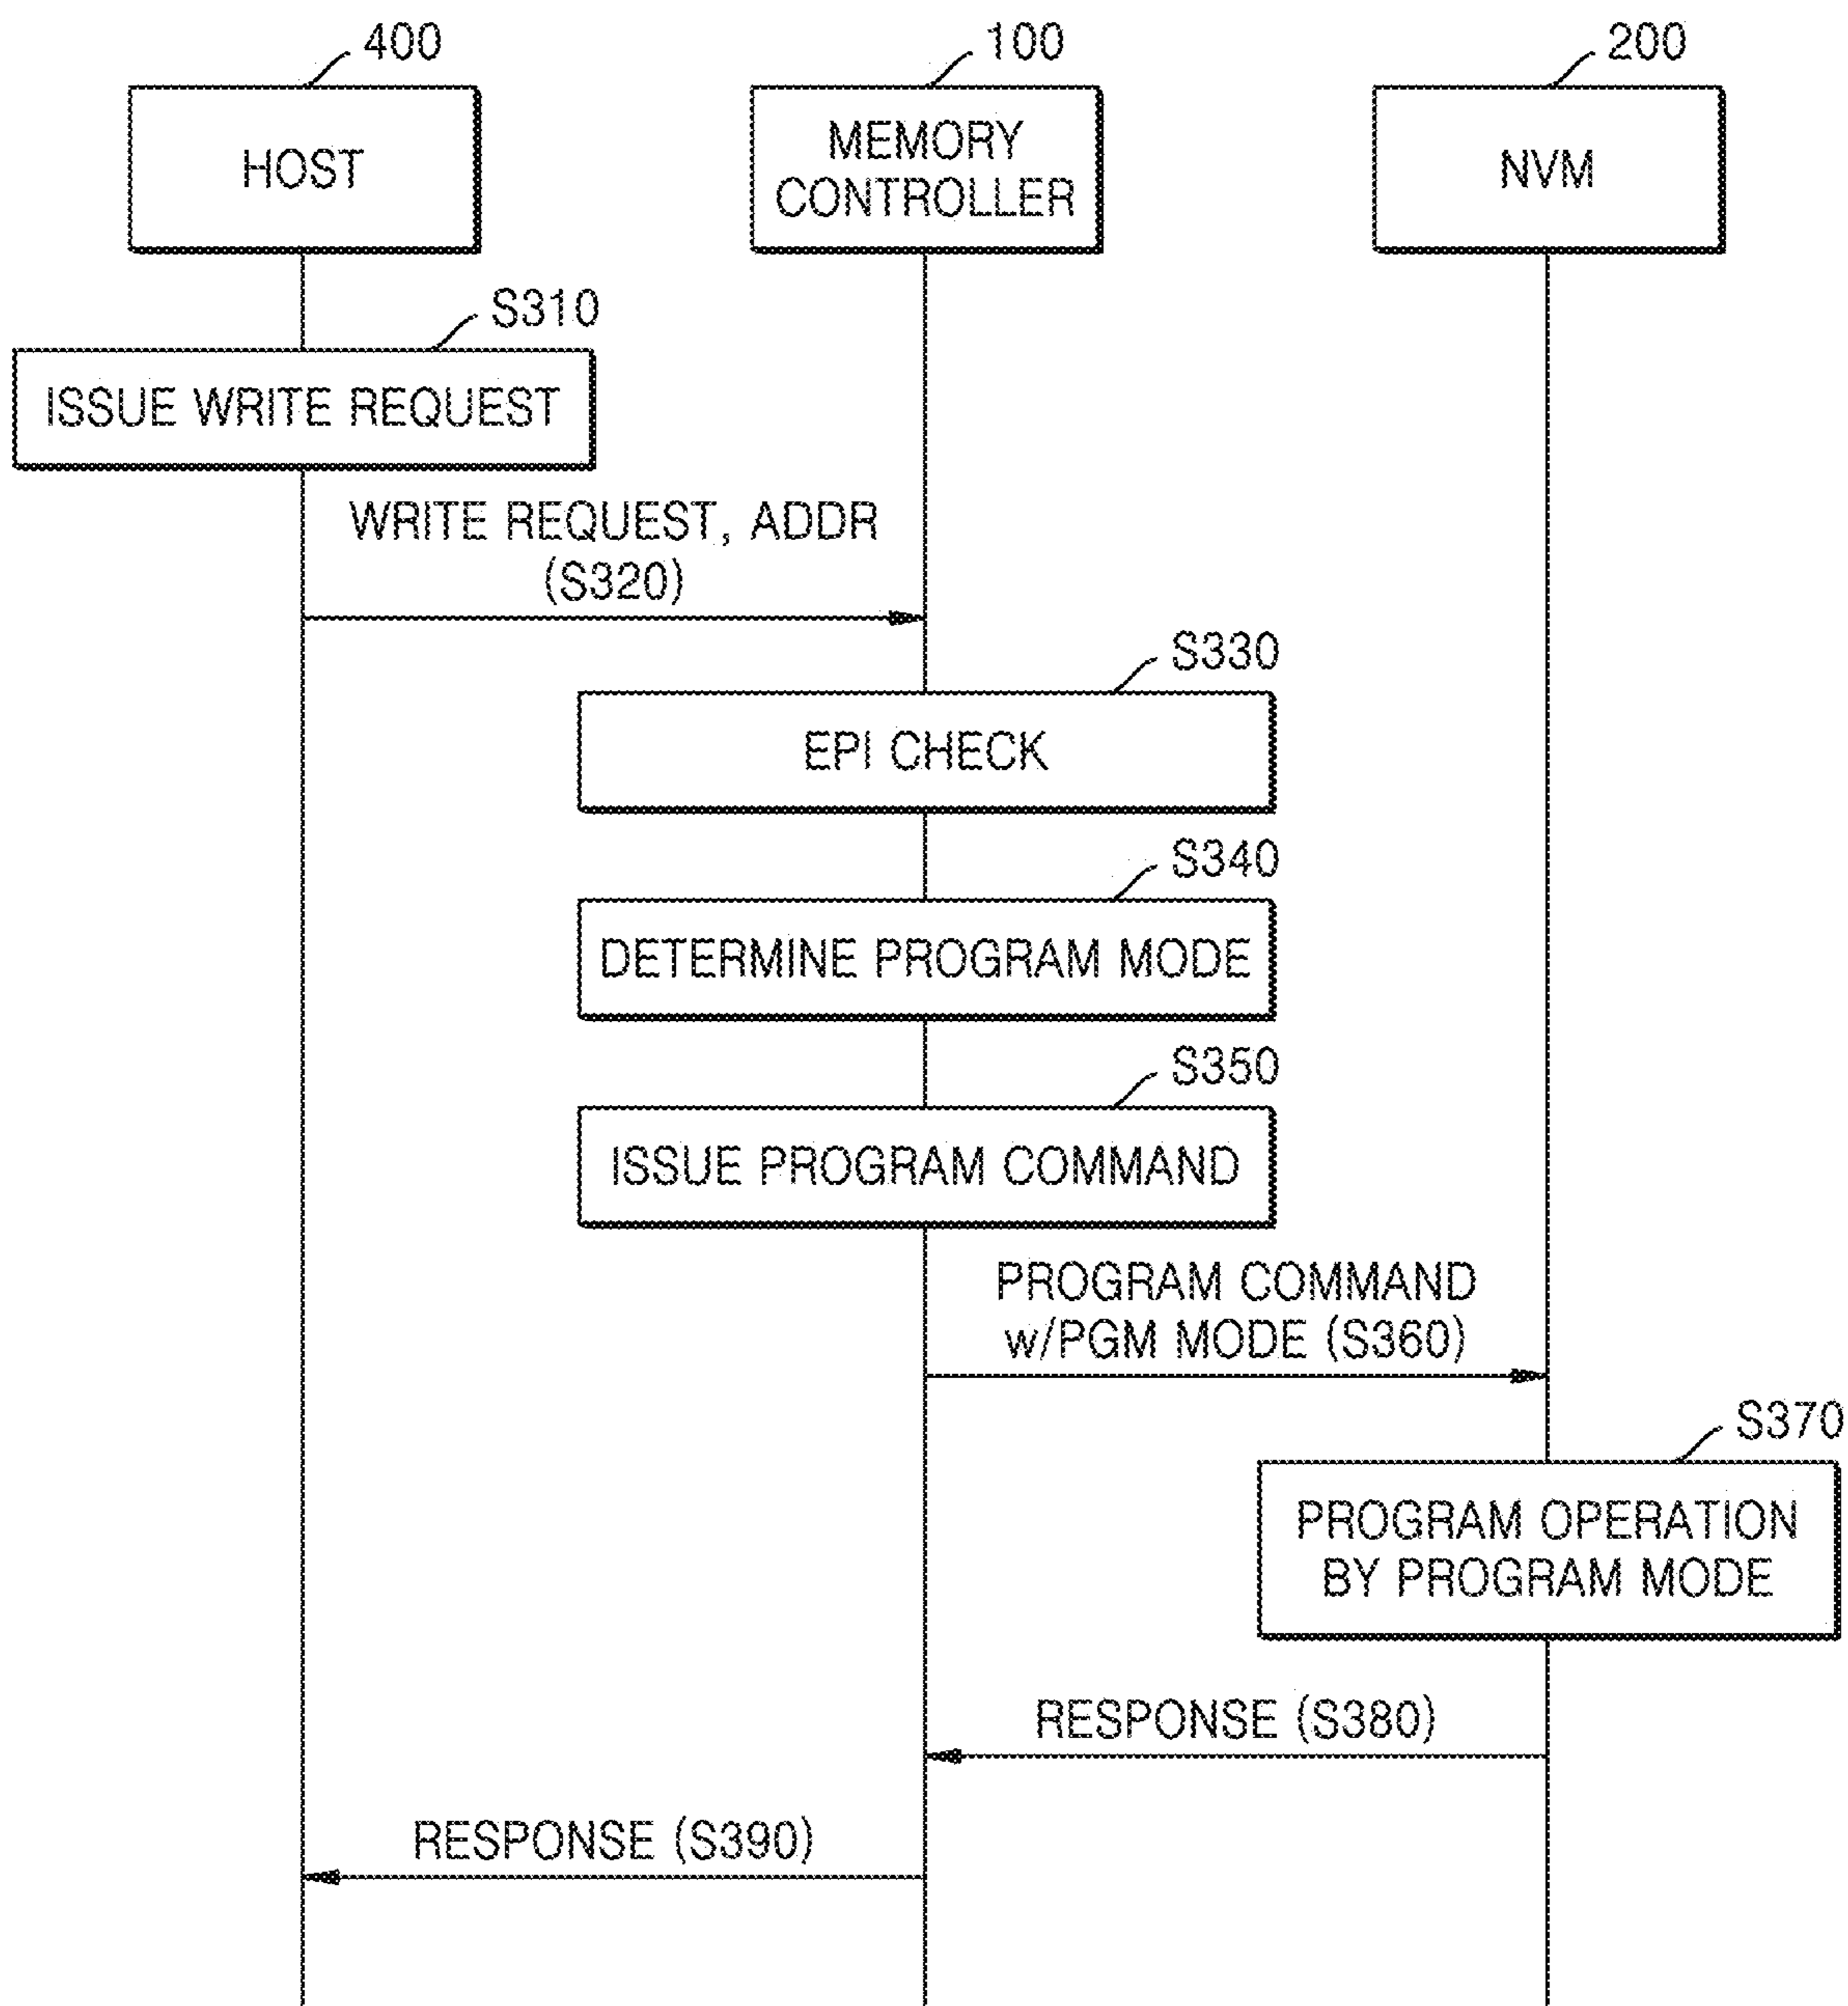 400
100
200
HOST
MEMORY
CONTROLLER
NVM
S310
ISSUE WRITE REQUEST
WRITE REQUEST, ADDR
(S320)
S330
EPI CHECK
S340
DETERMINE PROGRAM MODE
S350
ISSUE PROGRAM COMMAND
PROGRAM COMMAND
w/PGM MODE (S360)
S370
PROGRAM OPERATION
BY PROGRAM MODE
RESPONSE (S380)
RESPONSE (S390)